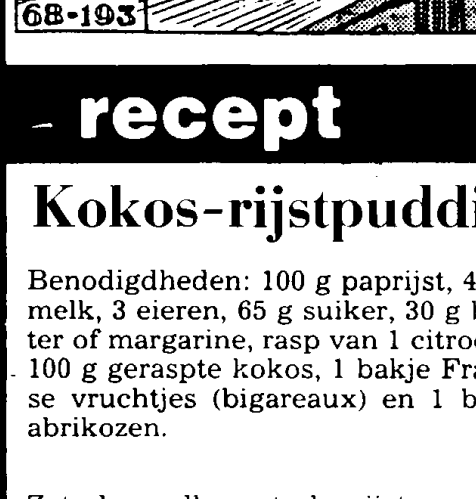 68-193
recept
Kokos-rijstpuddi
Benodigdheden: 100 g paprijst, 4
melk, 3 eieren, 65 g suiker, 30 g b
ter of margarine, rasp van 1 citroe
100 g geraspte kokos, 1 bakje Fra
se vruchtjes (bigareaux) en 1 b
abrikozen.